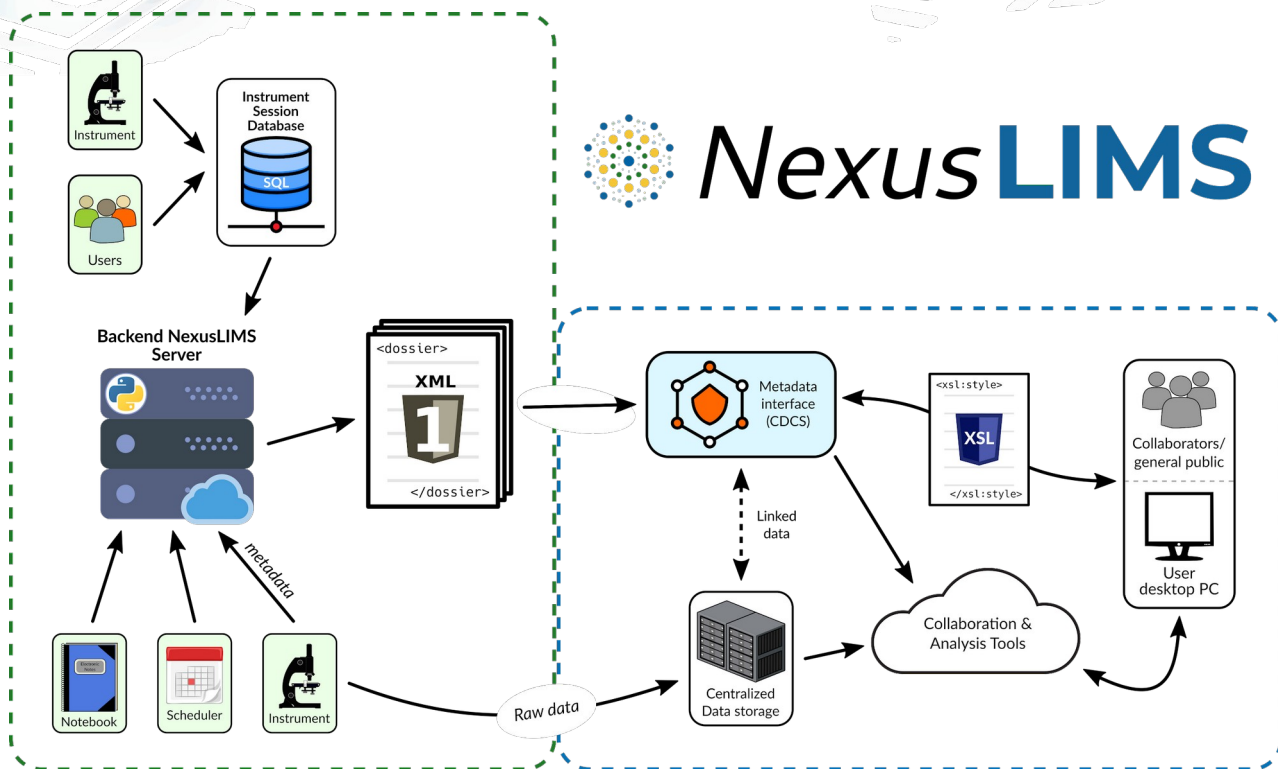 Instrument
Users
Instrument
Session
Database
SQL
Nexus LIMS
Backend NexusLIMS
Server
<dossier>
XML
1
</dossier>
metadata
Notebook
Scheduler
Instrument
Raw data
Metadata
interface
(CDCS)
Linked
data
Centralized
Data storage
<xsl:style>
XSL
</xsl:style>
Collaboration &
Analysis Tools
Collaborators/
general public
User
desktop PC